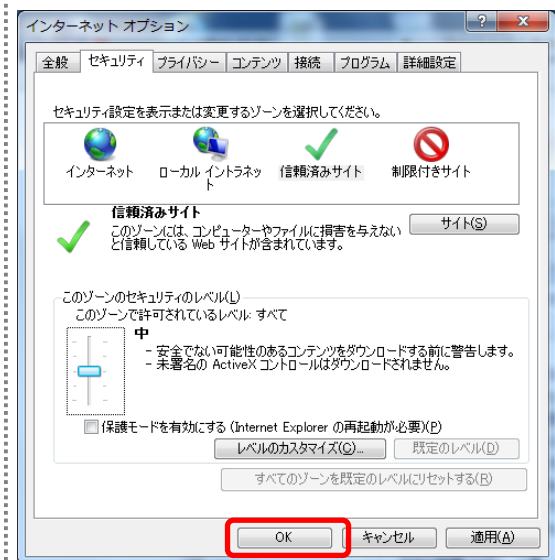 インターネット オプション
全般 セキュリティ プライバシー コンテンツ 接続 プログラム 詳細設定
セキュリティ設定を表示または変更するゾーンを選択してください。
インターネット ローカル イントラネッ
ト 信頼済みサイト 制限付きサイト
信頼済みサイト
このゾーンには、コンピューターやファイルに損害を与えない
と信頼している Web サイトが含まれています。
サイト(S)
このゾーンのセキュリティのレベル(L)
このゾーンで許可されているレベル: すべて
中
- 安全でない可能性のあるコンテンツをダウンロードする前に警告します。
- 未署名の ActiveX コントロールはダウンロードされません。
保護モードを有効にする (Internet Explorer の再起動が必要)(P)
レベルのカスタマイズ(C)... 既定のレベル(D)
すべてのゾーンを既定のレベルにリセットする(R)
OK キャンセル 適用(A)